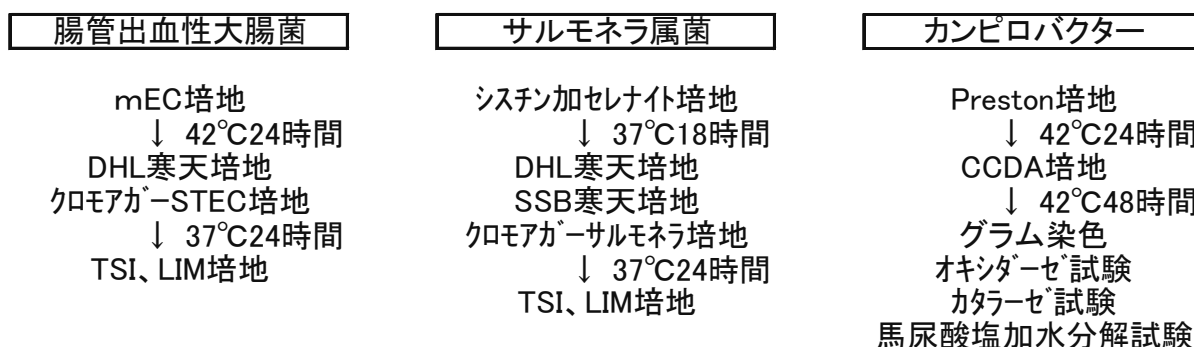 腸管出血性大腸菌
mEC培地
↓ 42℃24時間
DHL寒天培地
クロモアガーSTEC培地
↓ 37℃24時間
TSI、LIM培地
サルモネラ属菌
シスチン加セレナイト培地
↓ 37℃18時間
DHL寒天培地
SSB寒天培地
クロモアガーサルモネラ培地
↓ 37℃24時間
TSI、LIM培地
カンピロバクター
Preston培地
↓ 42℃24時間
CCDA培地
↓ 42℃48時間
グラム染色
オキシダーゼ試験
カタラーゼ試験
馬尿酸塩加水分解試験